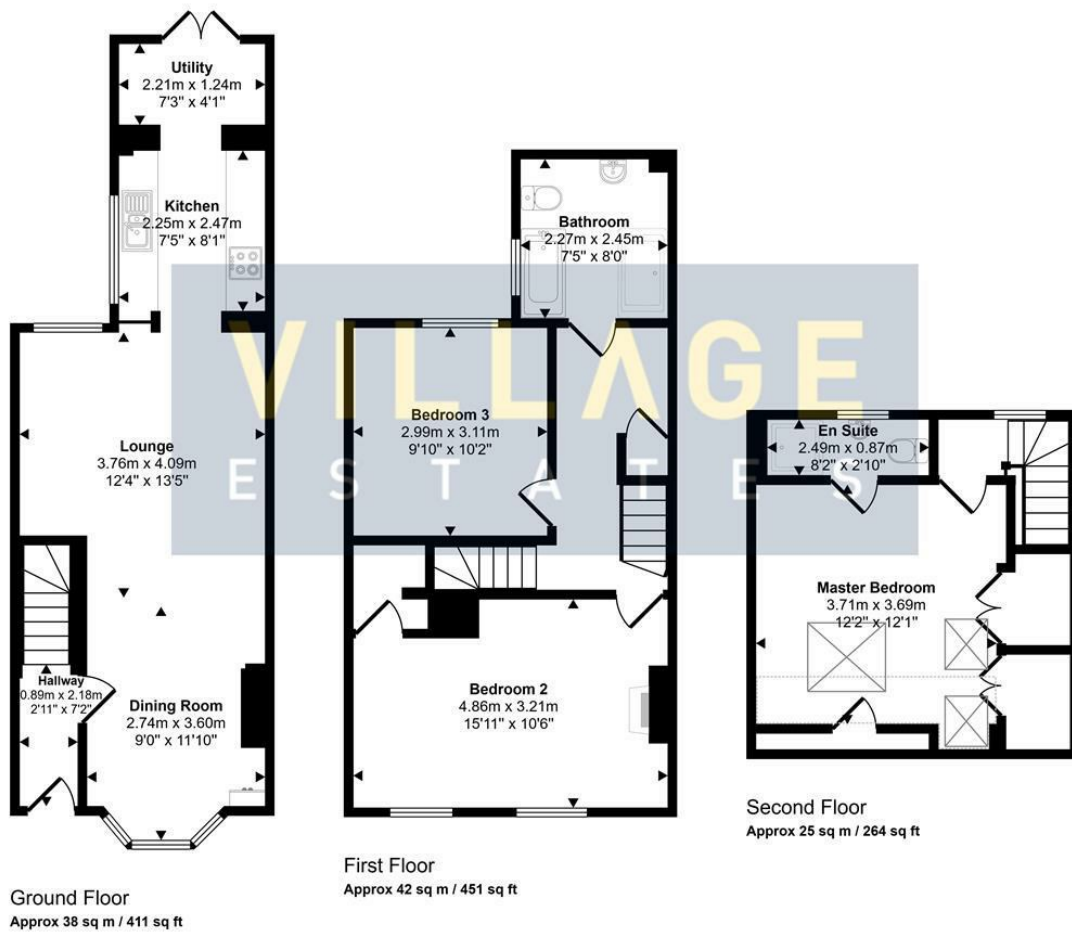 Utility
2.21m x 1.24m
7'3" x 4'1"
Kitchen
2.25m x 2.47m
7'5" x 8'1"
Lounge
3.76m x 4.09m
12'4" x 13'5"
Hallway
0.89m x 2.18m
2'11" x 7'2"
Dining Room
2.74m x 3.60m
9'0" x 11'10"
Ground Floor
Approx 38 sq m / 411 sq ft
Bathroom
2.27m x 2.45m
7'5" x 8'0"
Bedroom 3
2.99m x 3.11m
9'10" x 10'2"
Bedroom 2
4.86m x 3.21m
15'11" x 10'6"
First Floor
Approx 42 sq m / 451 sq ft
En Suite
2.49m x 0.87m
8'2" x 2'10"
Master Bedroom
3.71m x 3.69m
12'2" x 12'1"
Second Floor
Approx 25 sq m / 264 sq ft
VILLAGE
ESTATES